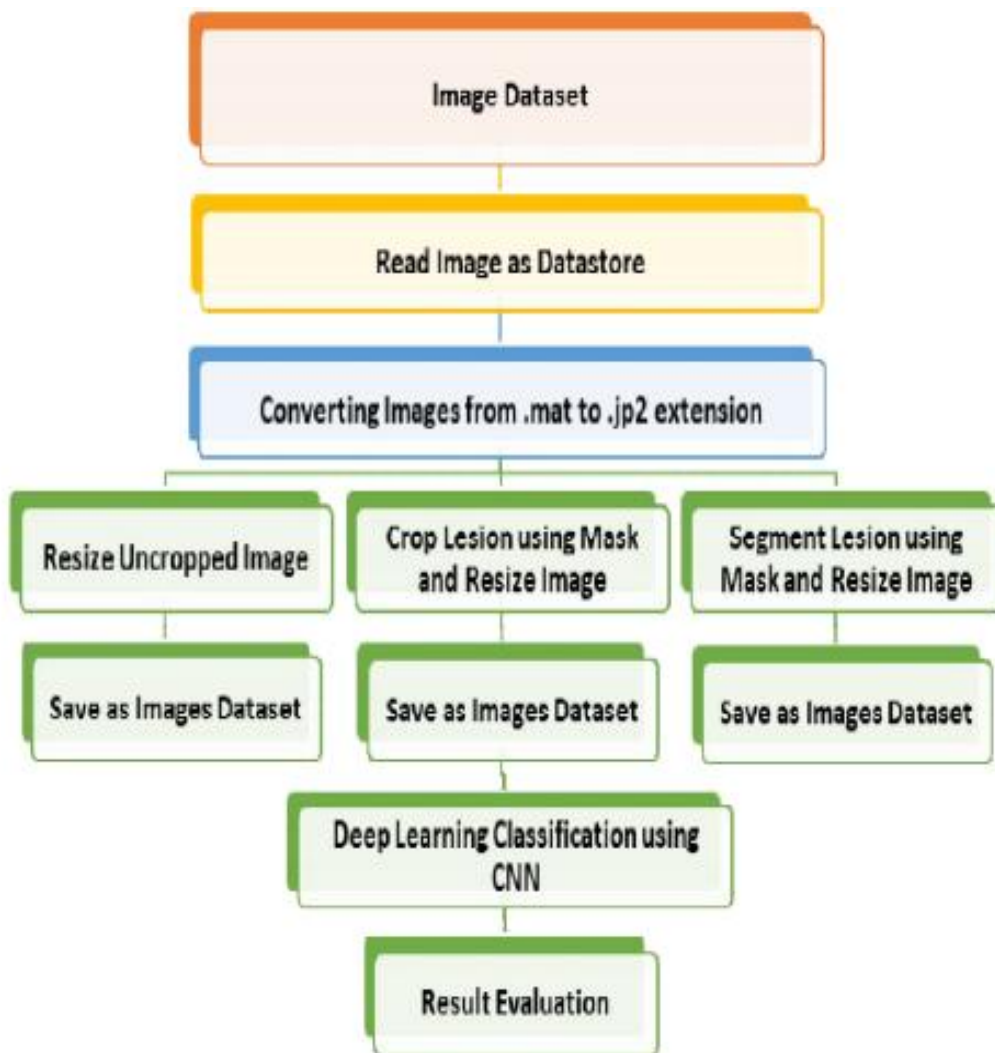 Image Dataset
Read Image as Datastore
Converting Images from .mat to .jp2 extension
Resize Uncropped Image
Crop Lesion using Mask
and Resize Image
Segment Lesion using
Mask and Resize Image
Save as Images Dataset
Save as Images Dataset
Save as Images Dataset
Deep Learning Classification using
CNN
Result Evaluation